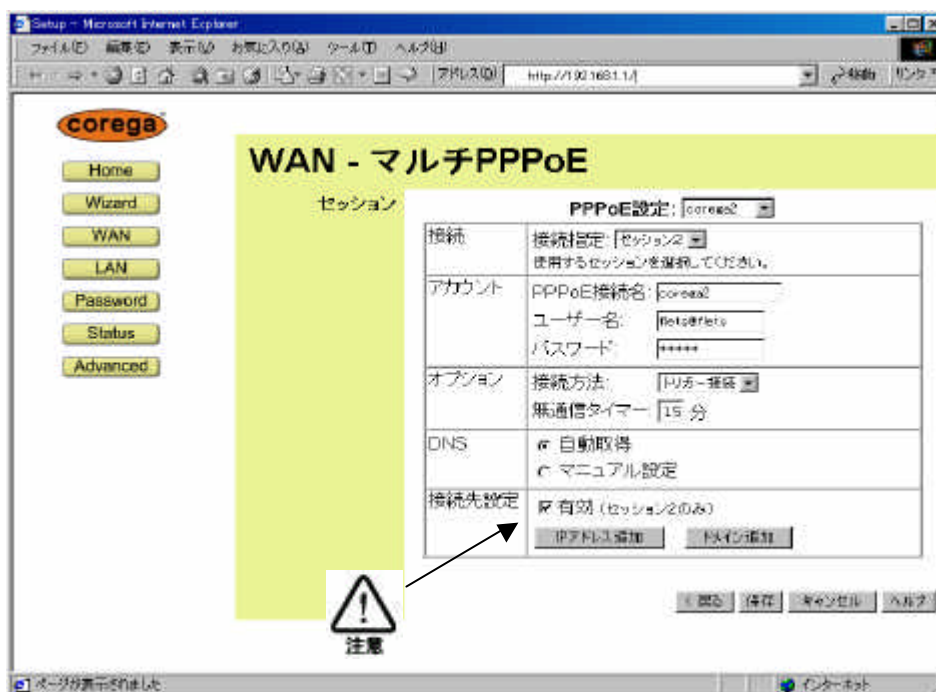 Setup - Microsoft Internet Explorer
ファイル(F) 編集(E) 表示(V) お気に入り(A) ツール(T) ヘルプ(H)
アドレス(D) http://192.168.1.1/ 移動 リンク
corega
Home
Wizard
WAN
LAN
Password
Status
Advanced
WAN - マルチPPPoE
セッション
PPPoE設定: corega2
接続
接続指定: セッション2
使用するセッションを選択してください。
アカウント
PPPoE接続名: corega2
ユーザー名: flets@flets
パスワード: *****
オプション
接続方法: トリガー接続
無通信タイマー 15 分
DNS
自動取得
マニュアル設定
接続先設定
有効 (セッション2のみ)
IPアドレス追加 ドメイン追加
注意
< 戻る 保存 キャンセル ヘルプ
ページが表示されました インターネット